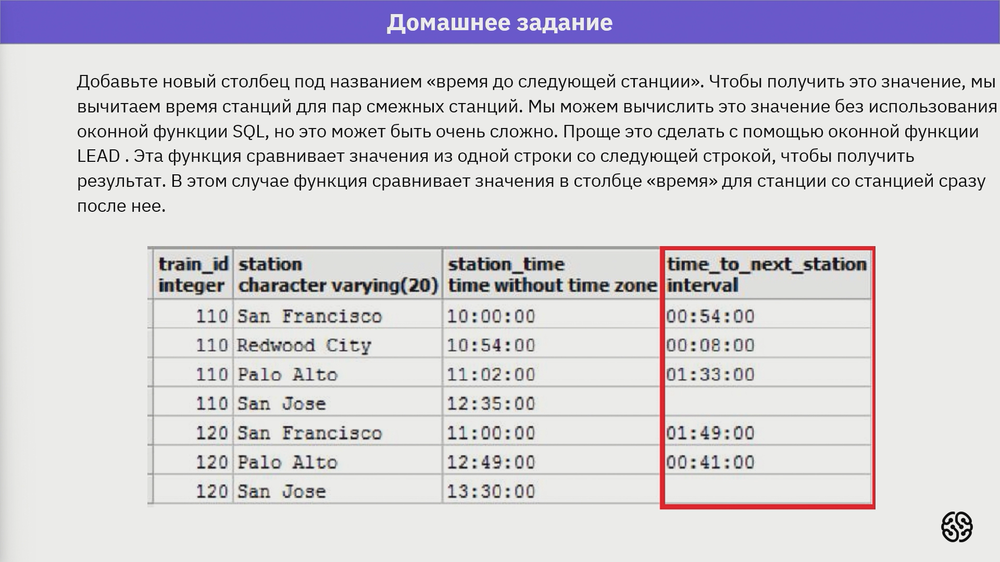 Домашнее задание
Добавьте новый столбец под названием «время до следующей станции». Чтобы получить это значение, мы
вычитаем время станций для пар смежных станций. Мы можем вычислить это значение без использования
оконной функции SQL, но это может быть очень сложно. Проще это сделать с помощью оконной функции
LEAD . Эта функция сравнивает значения из одной строки со следующей строкой, чтобы получить
результат. В этом случае функция сравнивает значения в столбце «время» для станции со станцией сразу
после нее.
train_id station station_time time_to_next_station
integer character varying(20) time without time zone interval
110 San Francisco 10:00:00 00:54:00
110 Redwood City 10:54:00 00:08:00
110 Palo Alto 11:02:00 01:33:00
110 San Jose 12:35:00
120 San Francisco 11:00:00 01:49:00
120 Palo Alto 12:49:00 00:41:00
120 San Jose 13:30:00